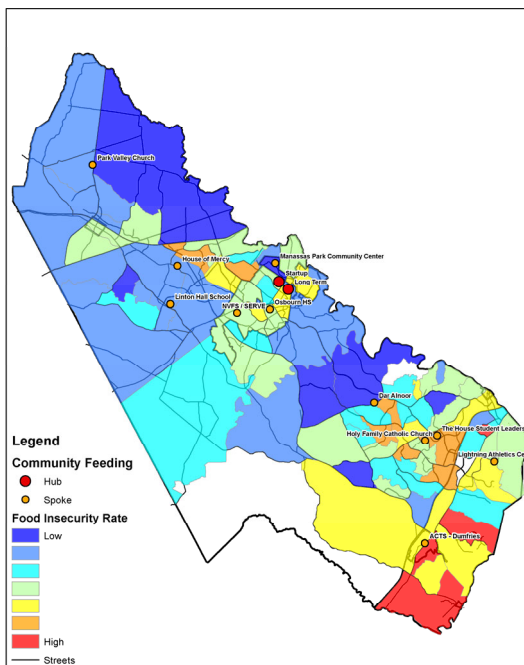 Park Valley Church
House of Mercy
Manassas Park Community Center
Startup
Long Term
Linton Hall School
NVFS / SERVE
Osbourn HS
Dar Alnoor
Holy Family Catholic Church
The House Student Leaders
Lightning Athletics Ce
ACTS - Dumfries
Legend
Community Feeding
Hub
Spoke
Food Insecurity Rate
Low
High
Streets